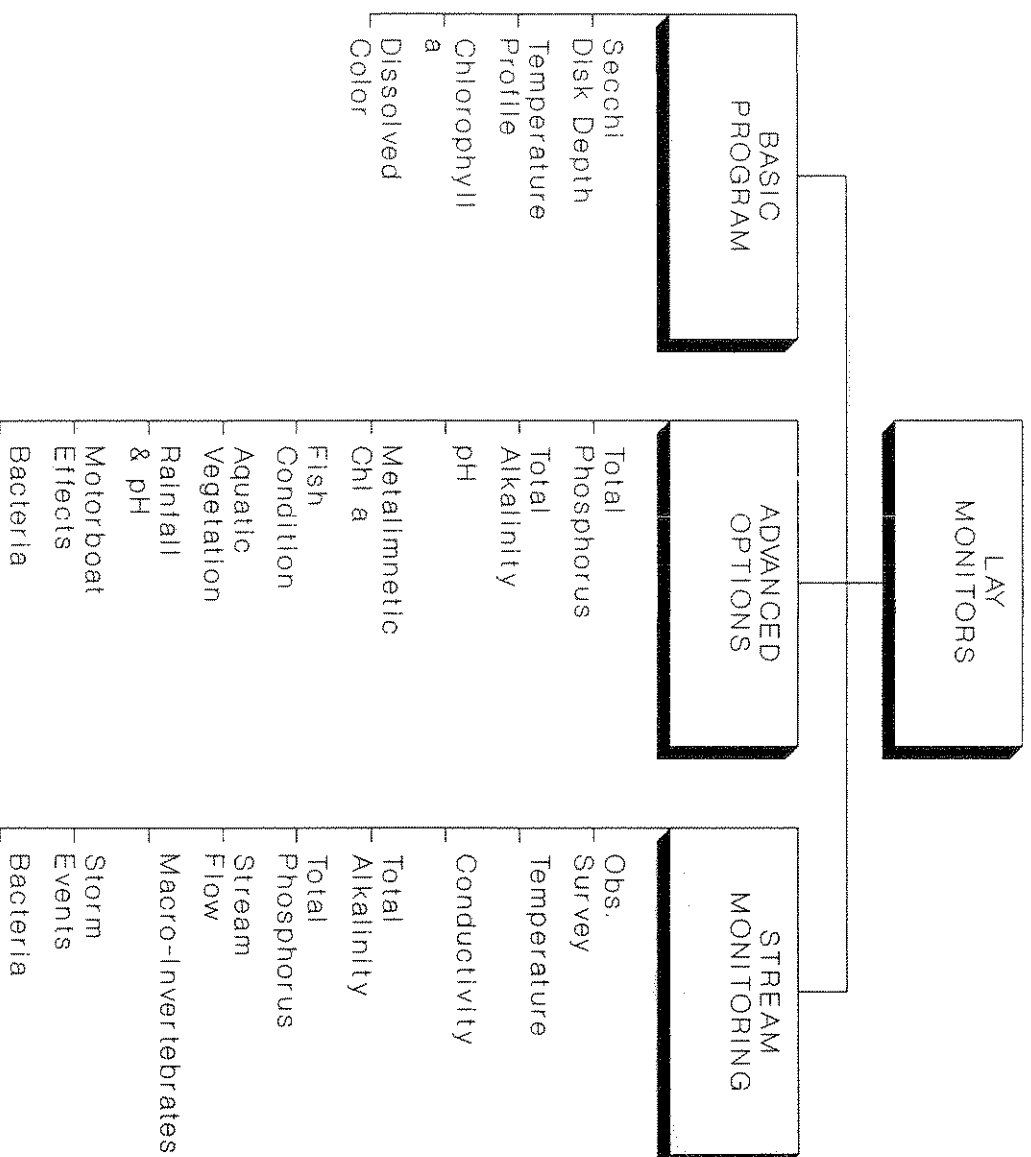 LAY
MONITORS
BASIC
PROGRAM
Secchi
Disk Depth
Temperature
Profile
Chlorophyll
a
Dissolved
Color
ADVANCED
OPTIONS
Total
Phosphorus
Total
Alkalinity
pH
Metalimnetic
Chl a
Fish
Condition
Aquatic
Vegetation
Rainfall
& pH
Motorboat
Effects
Bacteria
STREAM
MONITORING
Obs.
Survey
Temperature
Conductivity
Total
Alkalinity
Total
Phosphorus
Stream
Flow
Macro-Invertebrates
Storm
Events
Bacteria